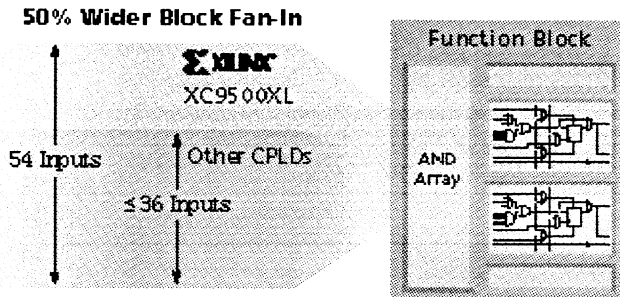 50% Wider Block Fan-In
XILINX
XC9500XL
54 Inputs
Other CPLDs
≤36 Inputs
Function Block
AND
Array